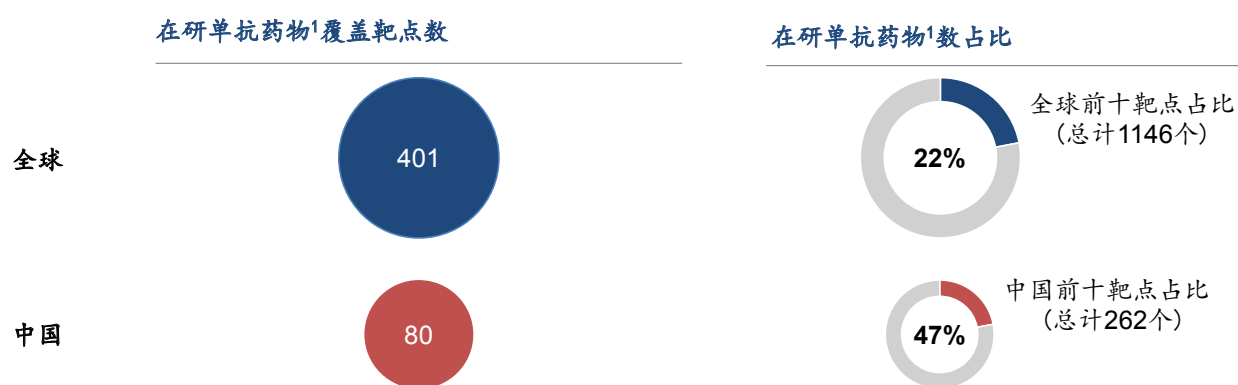 在研单抗药物¹覆盖靶点数
在研单抗药物¹数占比
全球
401
22%
全球前十靶点占比
(总计1146个)
中国
80
47%
中国前十靶点占比
(总计262个)